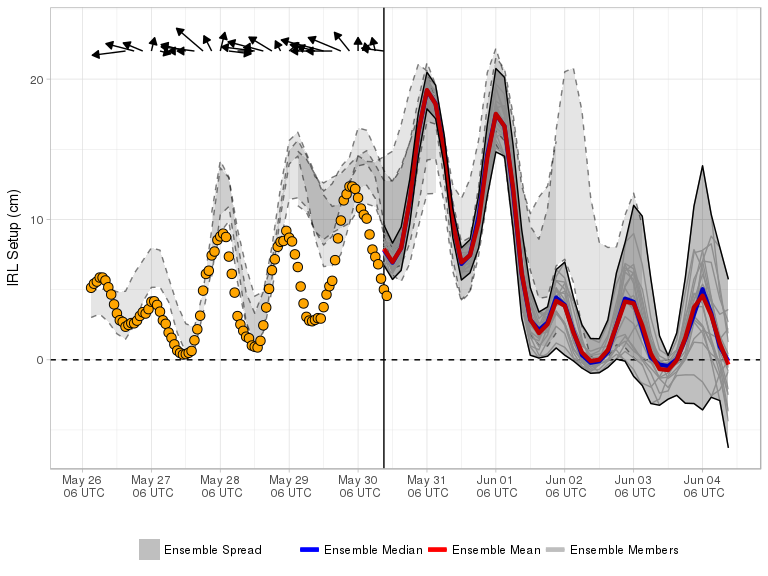 20
10
0
IRL Setup (cm)
May 26 May 27 May 28 May 29 May 30 May 31 Jun 01 Jun 02 Jun 03 Jun 04
06 UTC 06 UTC 06 UTC 06 UTC 06 UTC 06 UTC 06 UTC 06 UTC 06 UTC 06 UTC
Ensemble Spread Ensemble Median Ensemble Mean Ensemble Members